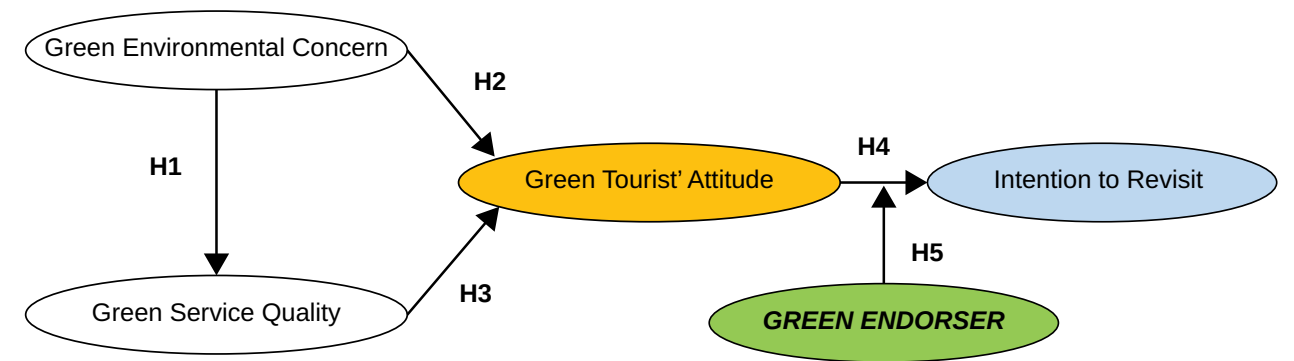 Green Environmental Concern
H2
H1
H4
Green Tourist’ Attitude
Intention to Revisit
H5
H3
Green Service Quality
GREEN ENDORSER